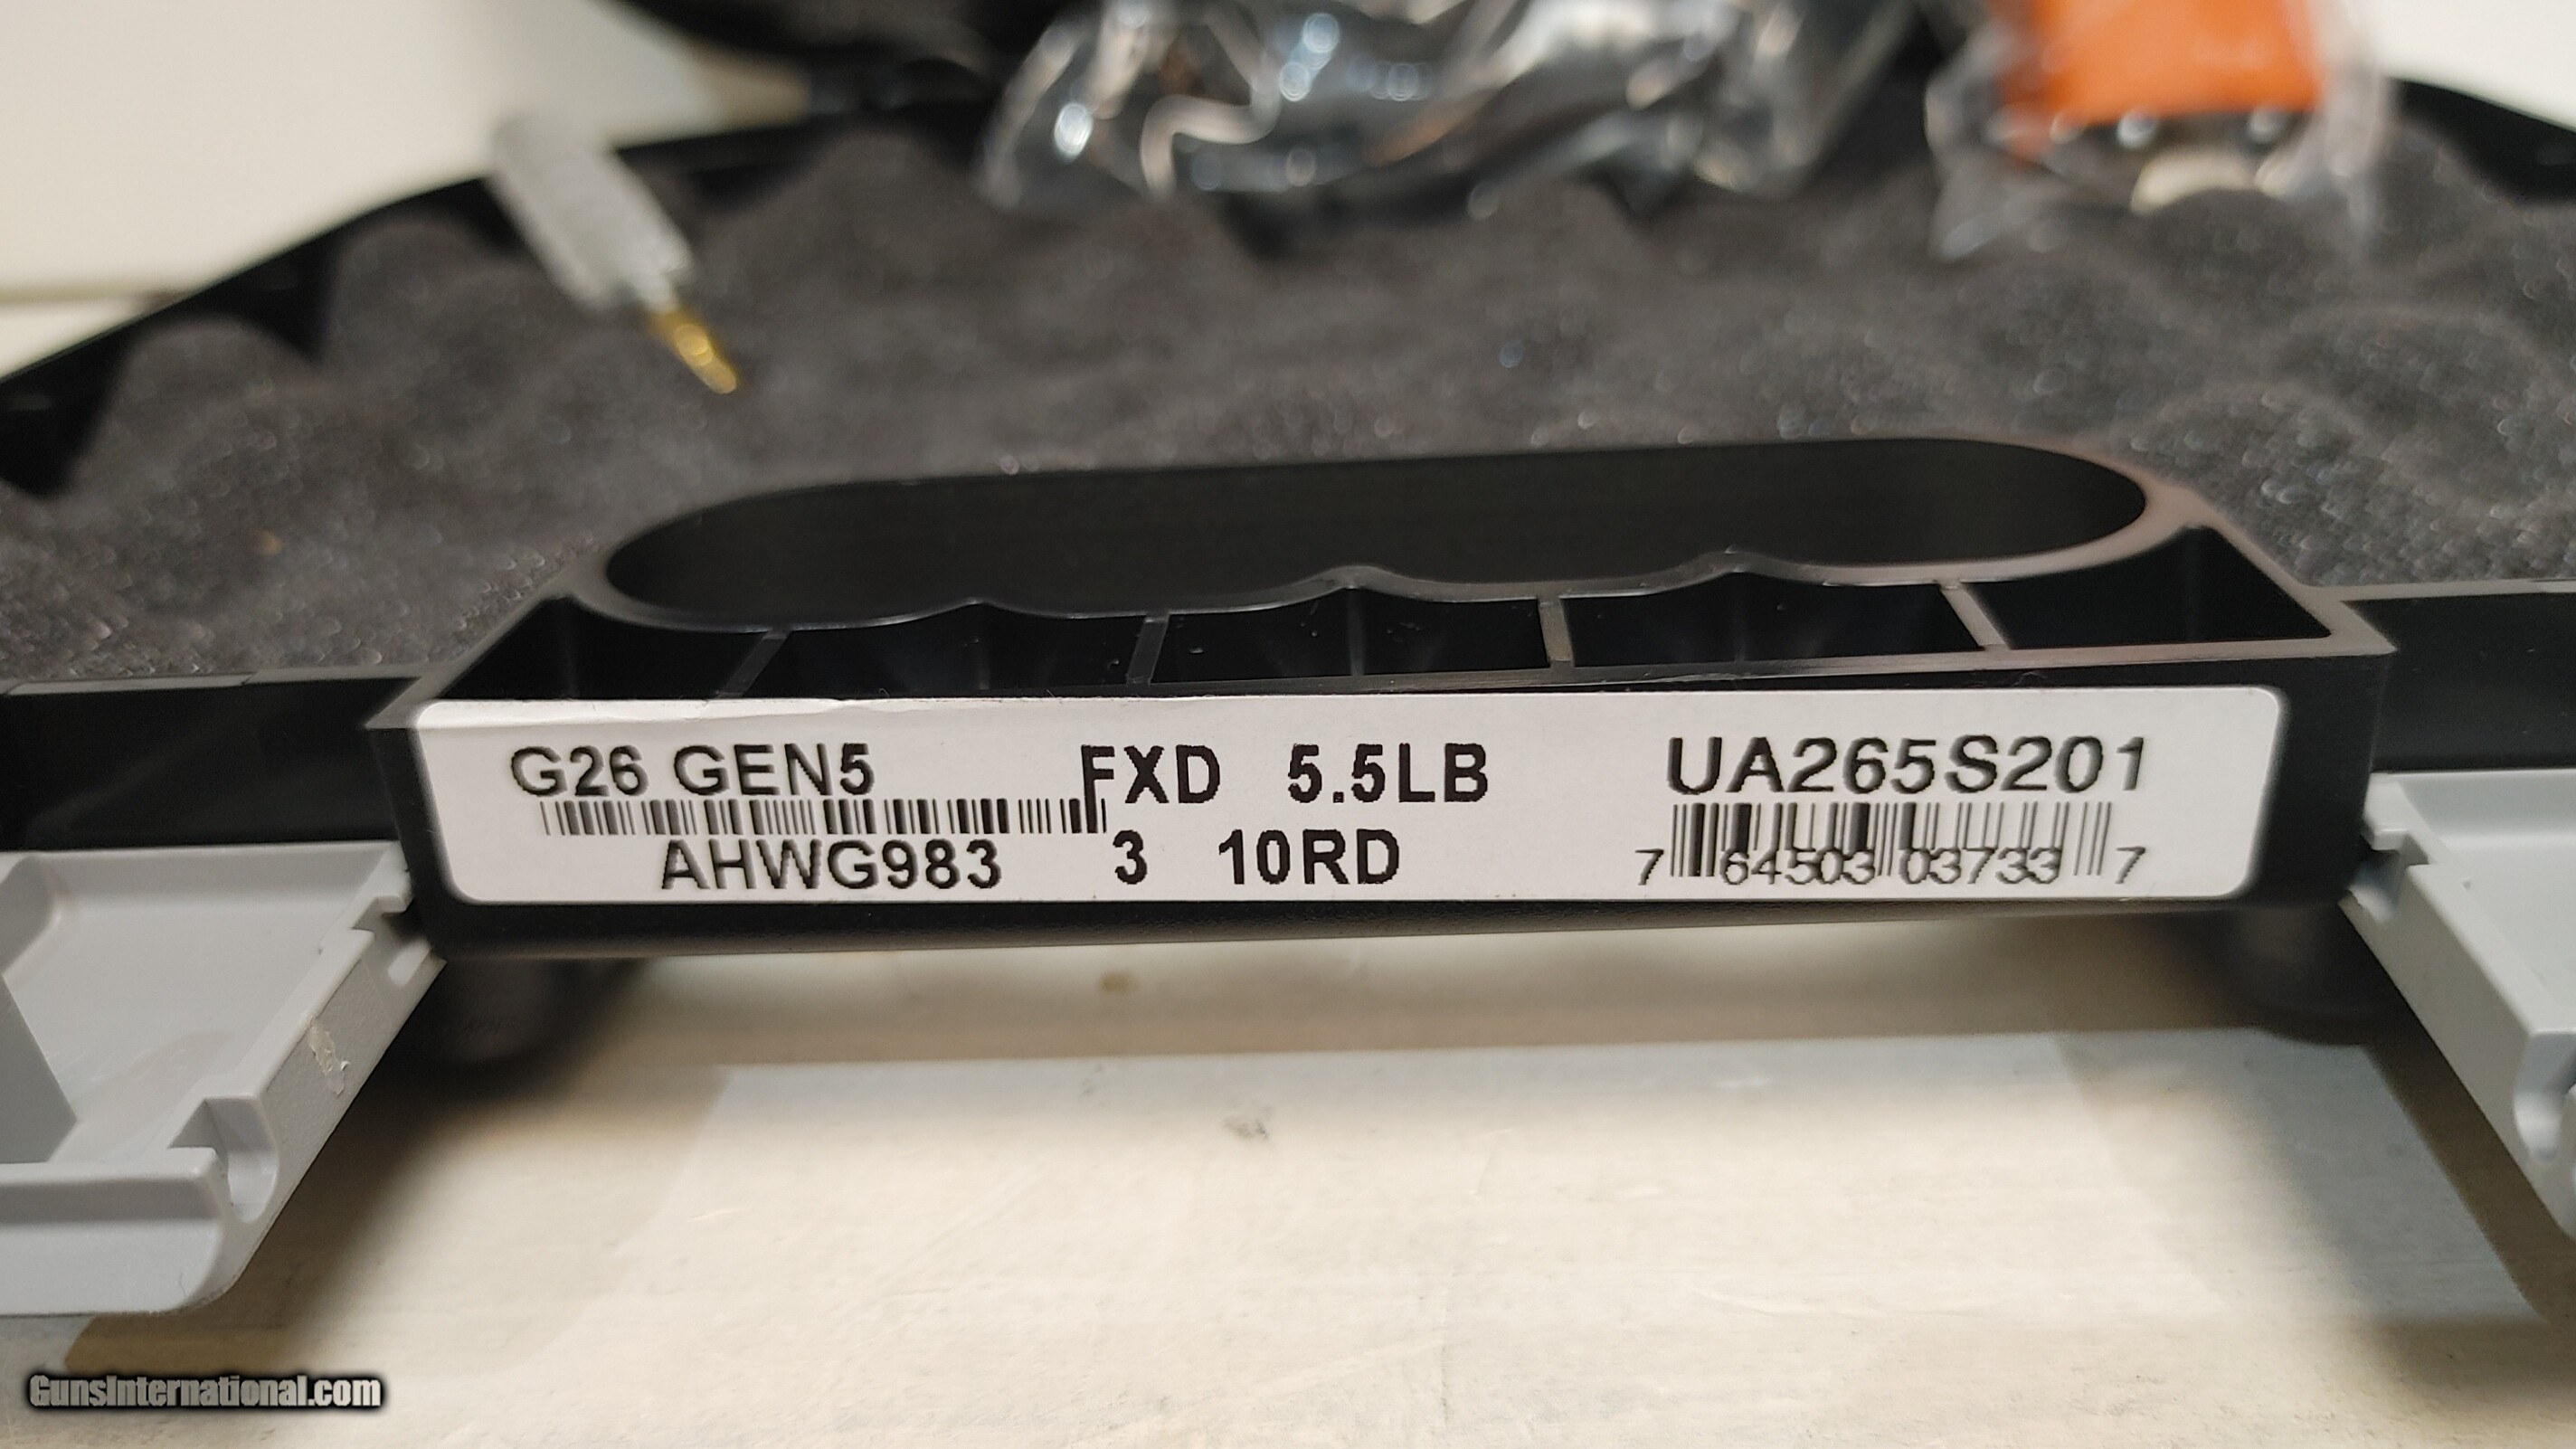 G26 GEN5 FXD 5.5LB UA265S201
AHWG983 3 10RD 7 64503 03733 7
GunsInternational.com